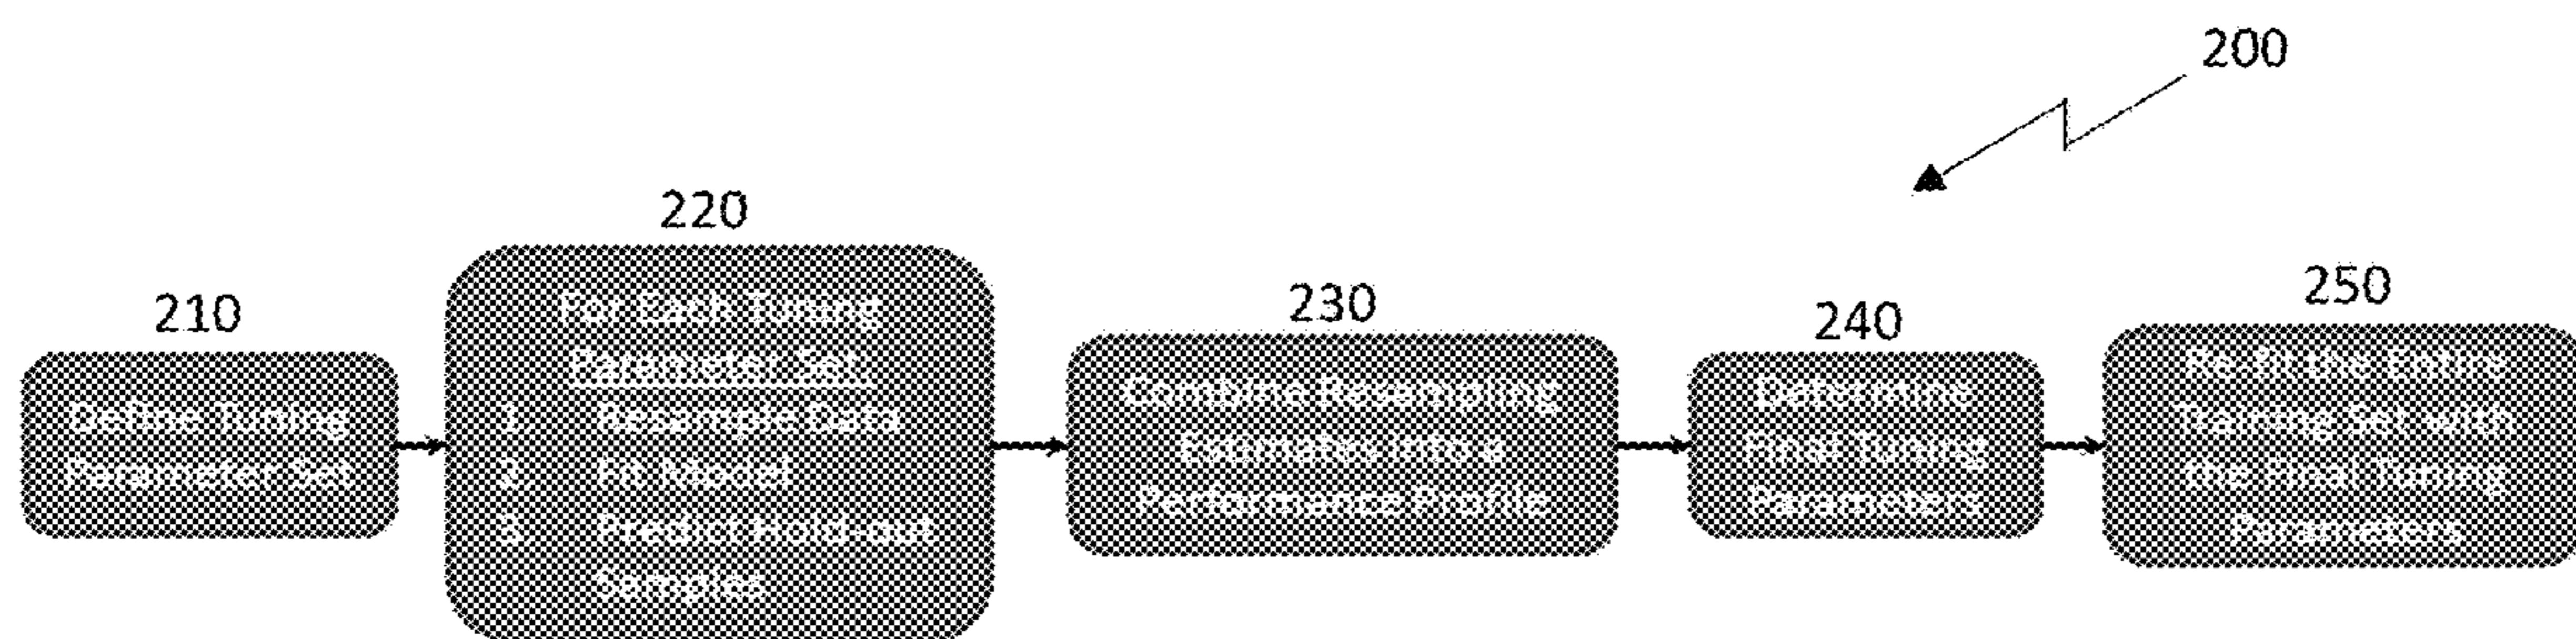 200
210
Define Tuning
Parameter Set
220
For Each Tuning
Parameter Set:
1. Resample Data
2. Fit Model
3. Predict Hold-out
Samples
230
Combine Resampling
Estimates into a
Performance Profile
240
Determine
Final Tuning
Parameters
250
Re-fit the Entire
Training Set with
the Final Tuning
Parameters